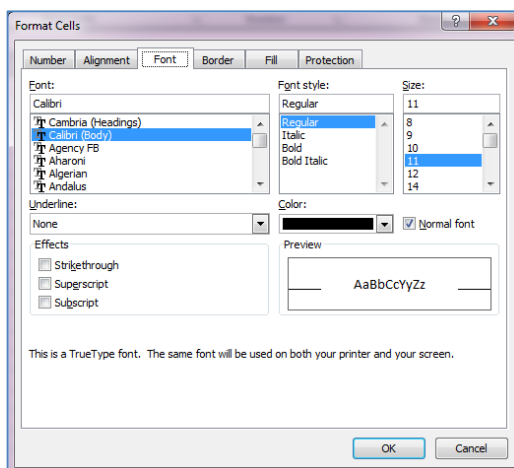 Format Cells
Number Alignment Font Border Fill Protection
Font: Font style: Size:
Calibri Regular 11
Cambria (Headings) Regular 8
Calibri (Body) Italic 9
Agency FB Bold 10
Aharoni Bold Italic 11
Algerian 12
Andalus 14
Underline: Color:
None Normal font
Effects Preview
Strikethrough
Superscript AaBbCcYyZz
Subscript
This is a TrueType font. The same font will be used on both your printer and your screen.
OK Cancel